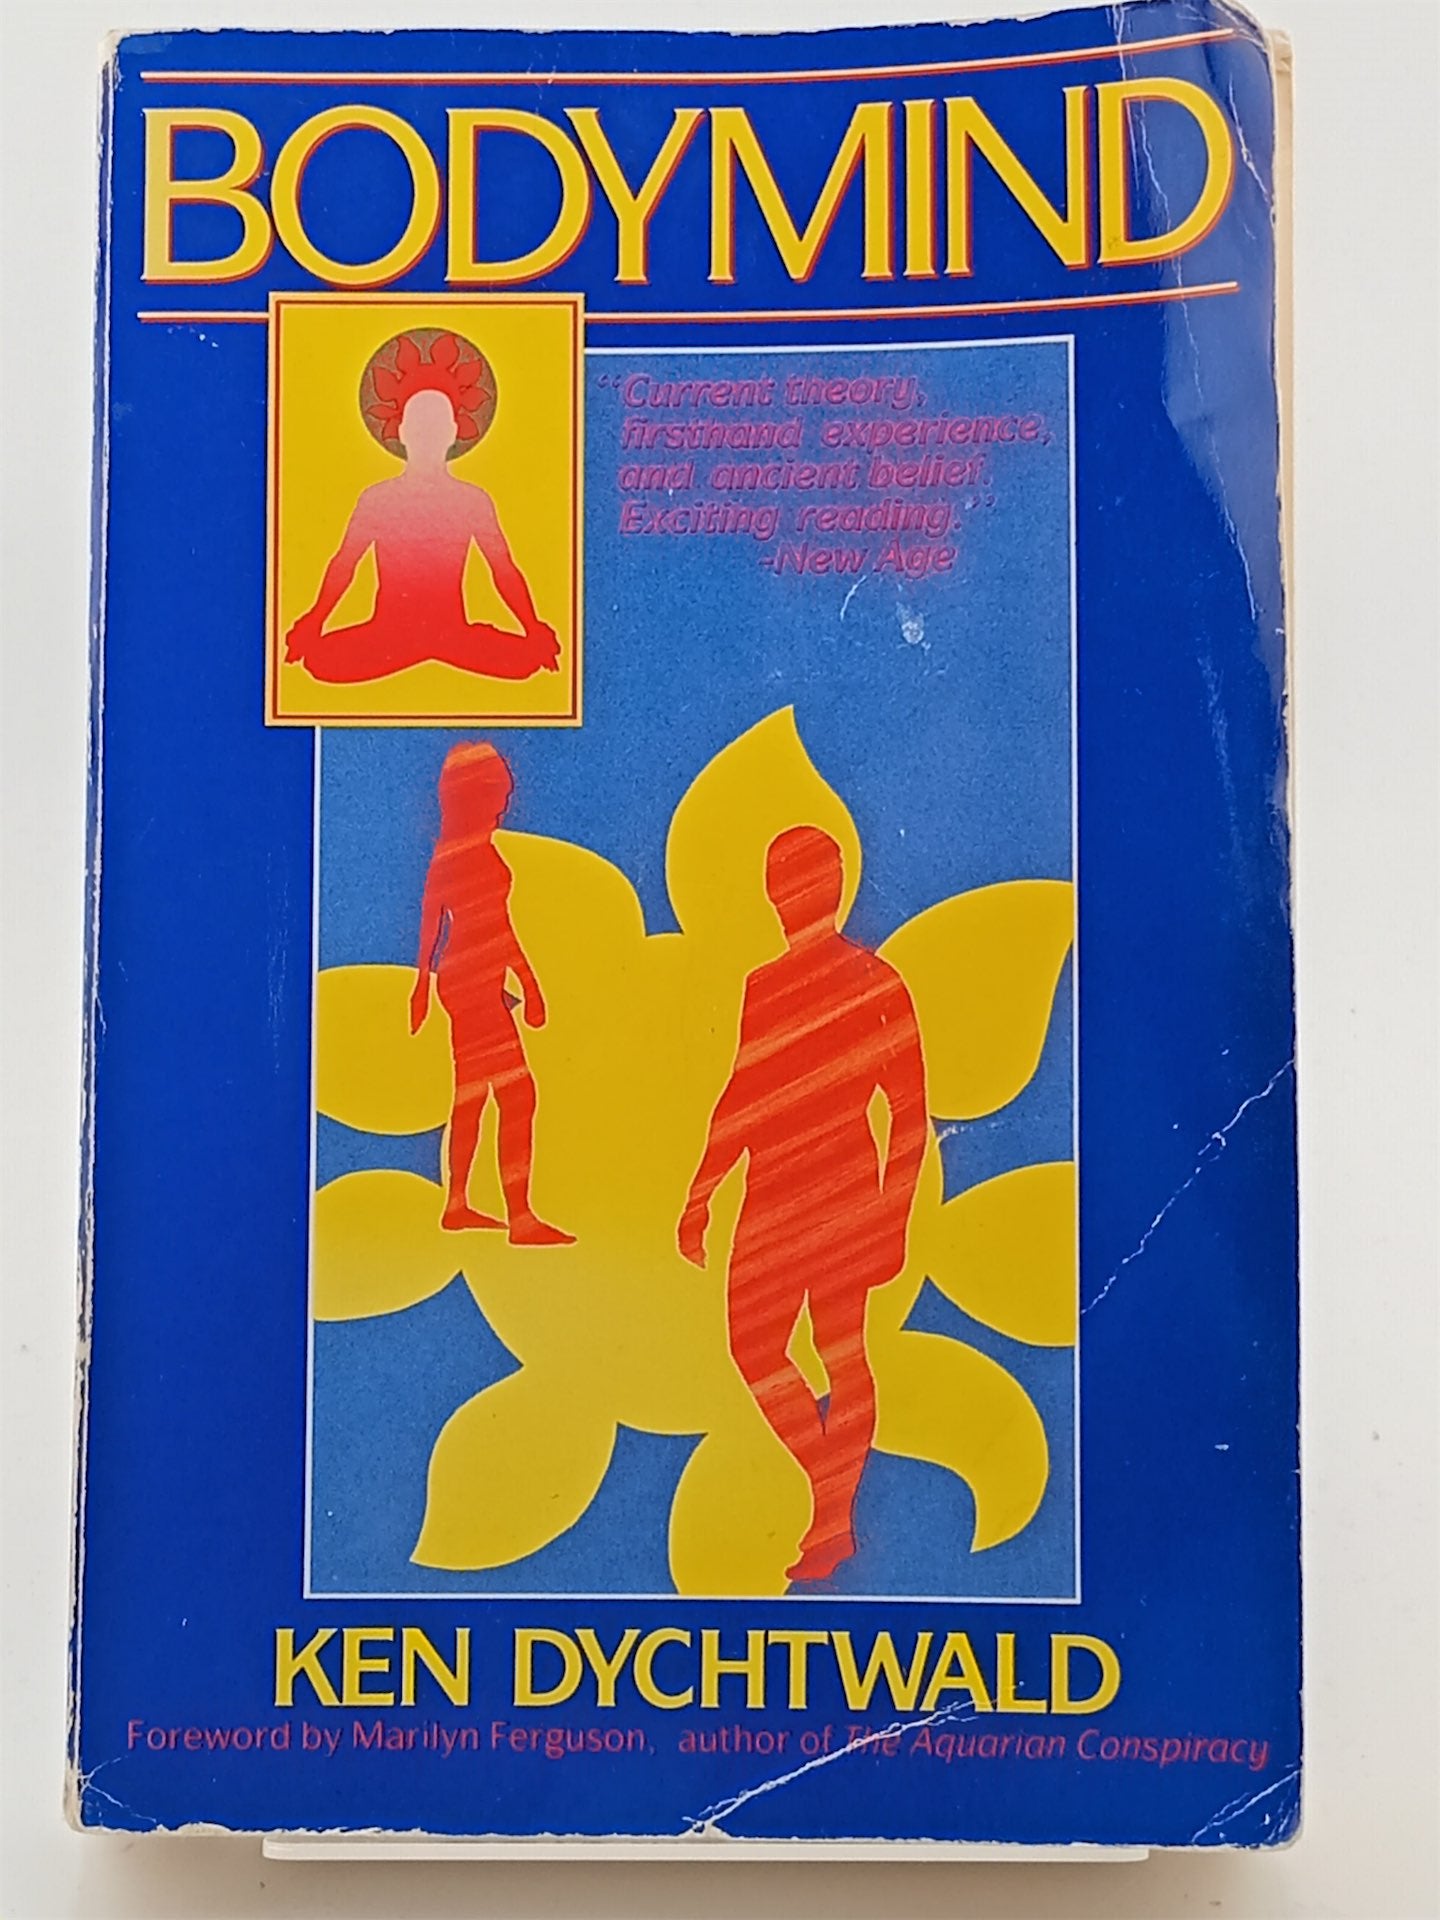 BODYMIND
"Current theory,
firsthand experience,
and ancient belief.
Exciting reading."
-New Age
KEN DYCHTWALD
Foreword by Marilyn Ferguson, author of The Aquarian Conspiracy